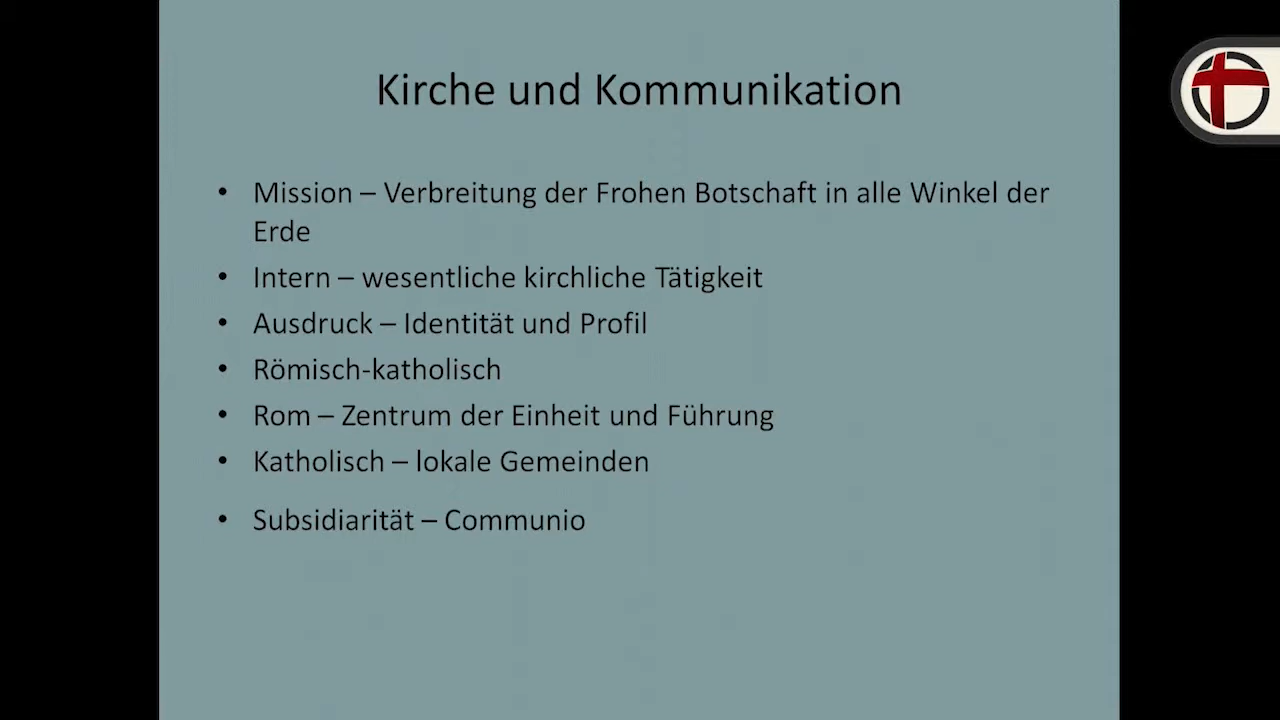 Kirche und Kommunikation
• Mission – Verbreitung der Frohen Botschaft in alle Winkel der
Erde
• Intern – wesentliche kirchliche Tätigkeit
• Ausdruck – Identität und Profil
• Römisch-katholisch
• Rom – Zentrum der Einheit und Führung
• Katholisch – lokale Gemeinden
• Subsidiarität – Communio